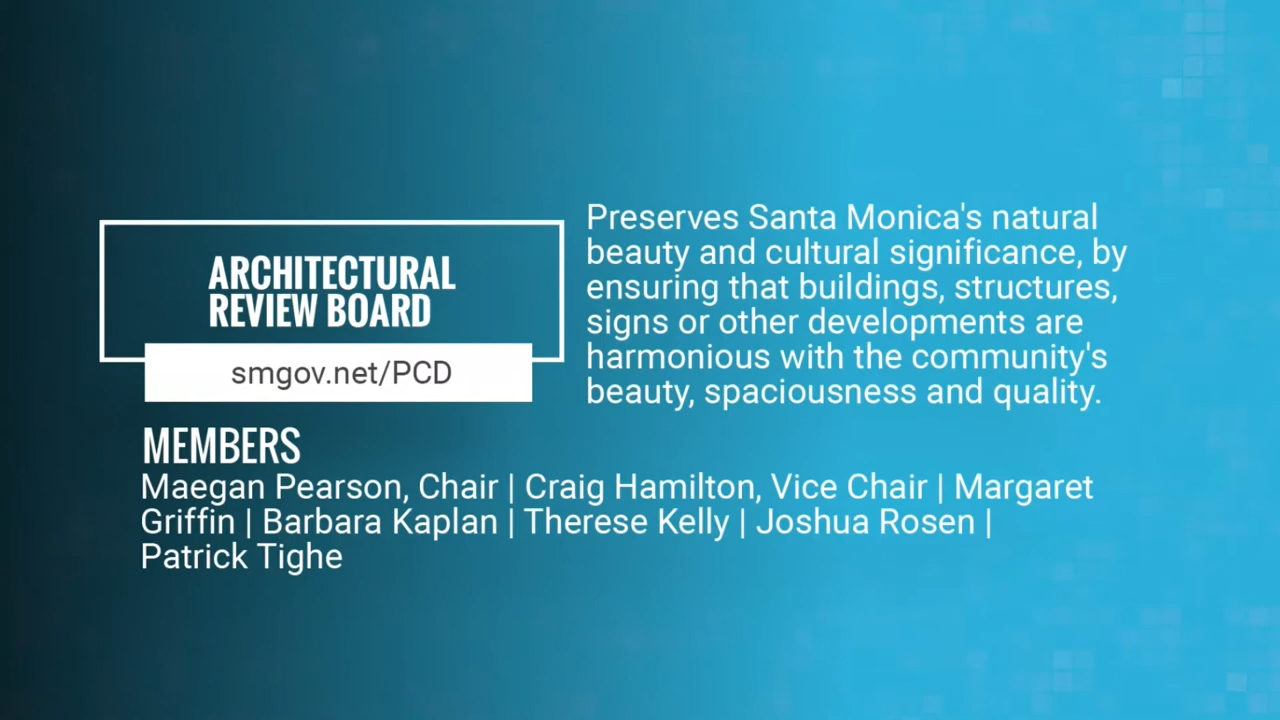 ARCHITECTURAL
REVIEW BOARD
smgov.net/PCD
Preserves Santa Monica's natural
beauty and cultural significance, by
ensuring that buildings, structures,
signs or other developments are
harmonious with the community's
beauty, spaciousness and quality.
MEMBERS
Maegan Pearson, Chair | Craig Hamilton, Vice Chair | Margaret
Griffin | Barbara Kaplan | Therese Kelly | Joshua Rosen |
Patrick Tighe